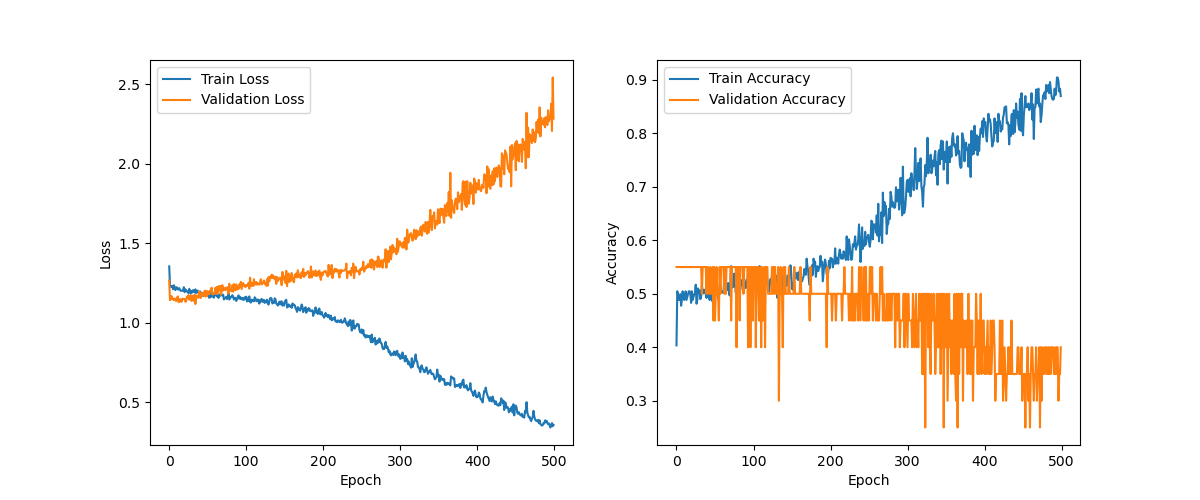 Train Loss
Validation Loss
2.5
2.0
1.5
1.0
0.5
Loss
0 100 200 300 400 500
Epoch
Train Accuracy
Validation Accuracy
0.9
0.8
0.7
0.6
0.5
0.4
0.3
Accuracy
0 100 200 300 400 500
Epoch